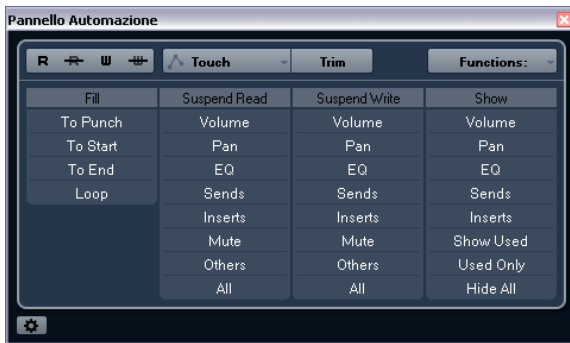 Pannello Automazione
R R W W Touch Trim Functions:
Fill Suspend Read Suspend Write Show
To Punch Volume Volume Volume
To Start Pan Pan Pan
To End EQ EQ EQ
Loop Sends Sends Sends
Inserts Inserts Inserts
Mute Mute Show Used
Others Others Used Only
All All Hide All